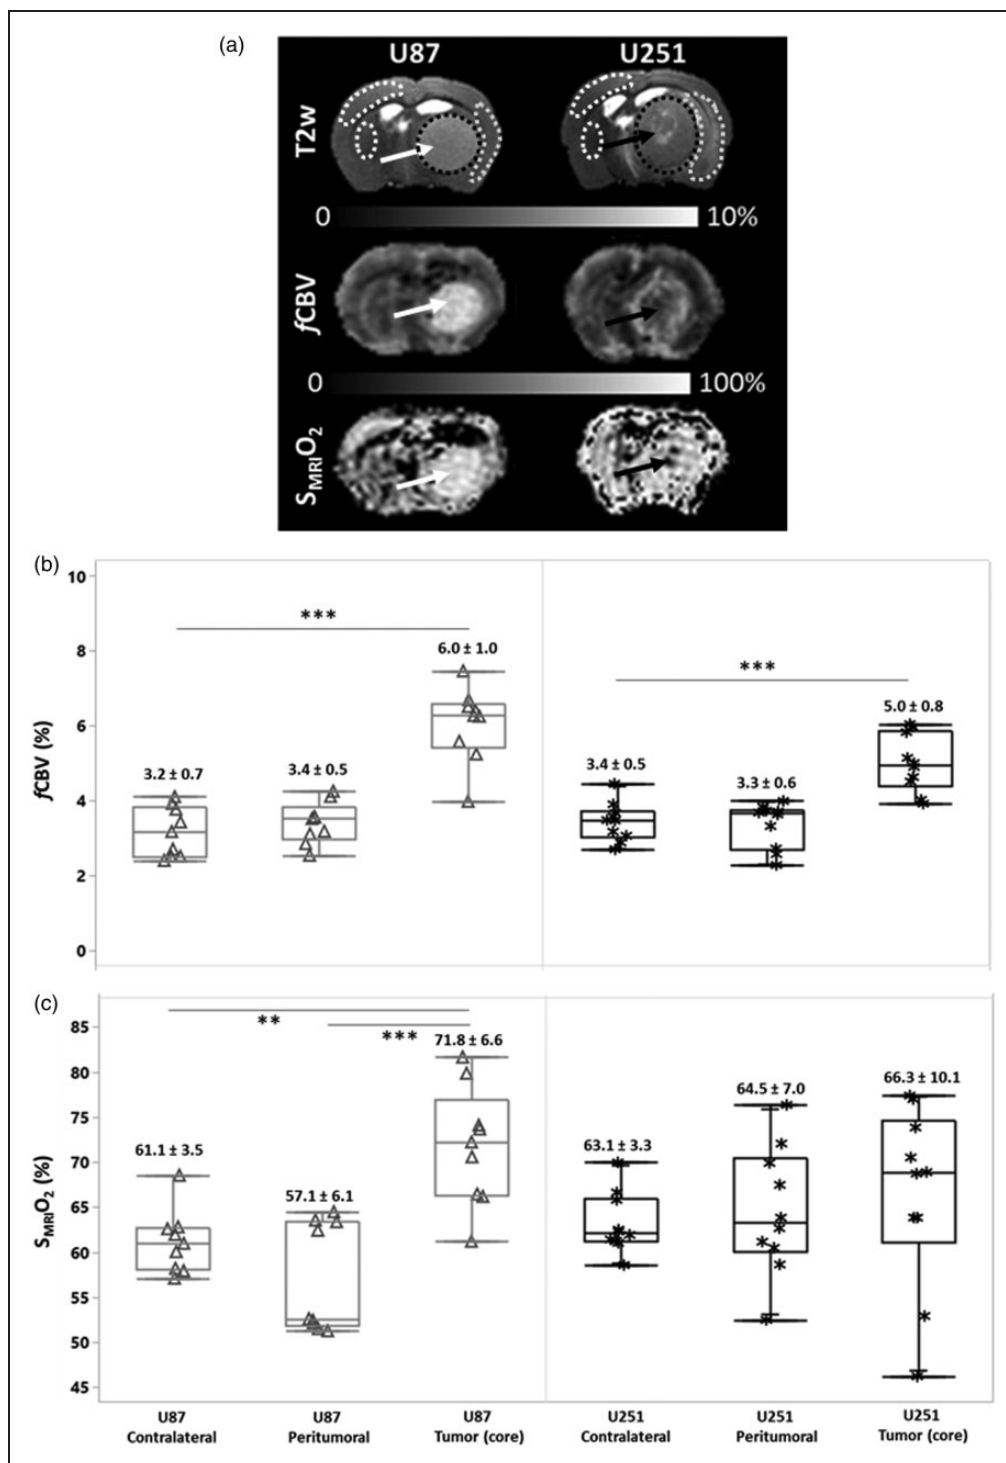 (a)
U87 U251
T2w
0 10%
fCBV
0 100%
SMRIO2
(b)
fCBV (%)
10
8
6
4
2
0
***
3.2 ± 0.7
3.4 ± 0.5
6.0 ± 1.0
***
3.4 ± 0.5
3.3 ± 0.6
5.0 ± 0.8
(c)
SMRIO2 (%)
85
80
75
70
65
60
55
50
45
**
***
61.1 ± 3.5
57.1 ± 6.1
71.8 ± 6.6
63.1 ± 3.3
64.5 ± 7.0
66.3 ± 10.1
U87
Contralateral
U87
Peritumoral
U87
Tumor (core)
U251
Contralateral
U251
Peritumoral
U251
Tumor (core)